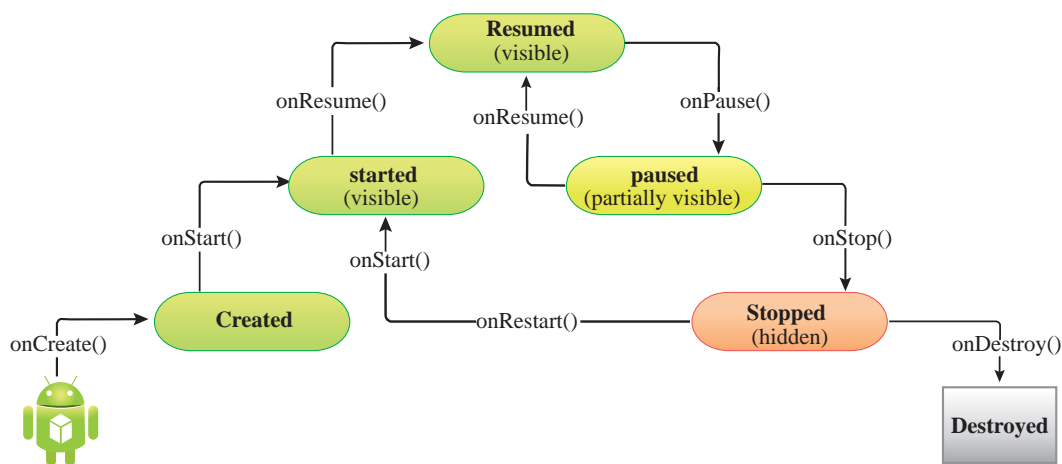 Resumed
(visible)
onResume()
onResume()
onPause()
started
(visible)
paused
(partially visible)
onStart()
onStart()
onStop()
Created
onRestart()
Stopped
(hidden)
onCreate()
onDestroy()
Destroyed